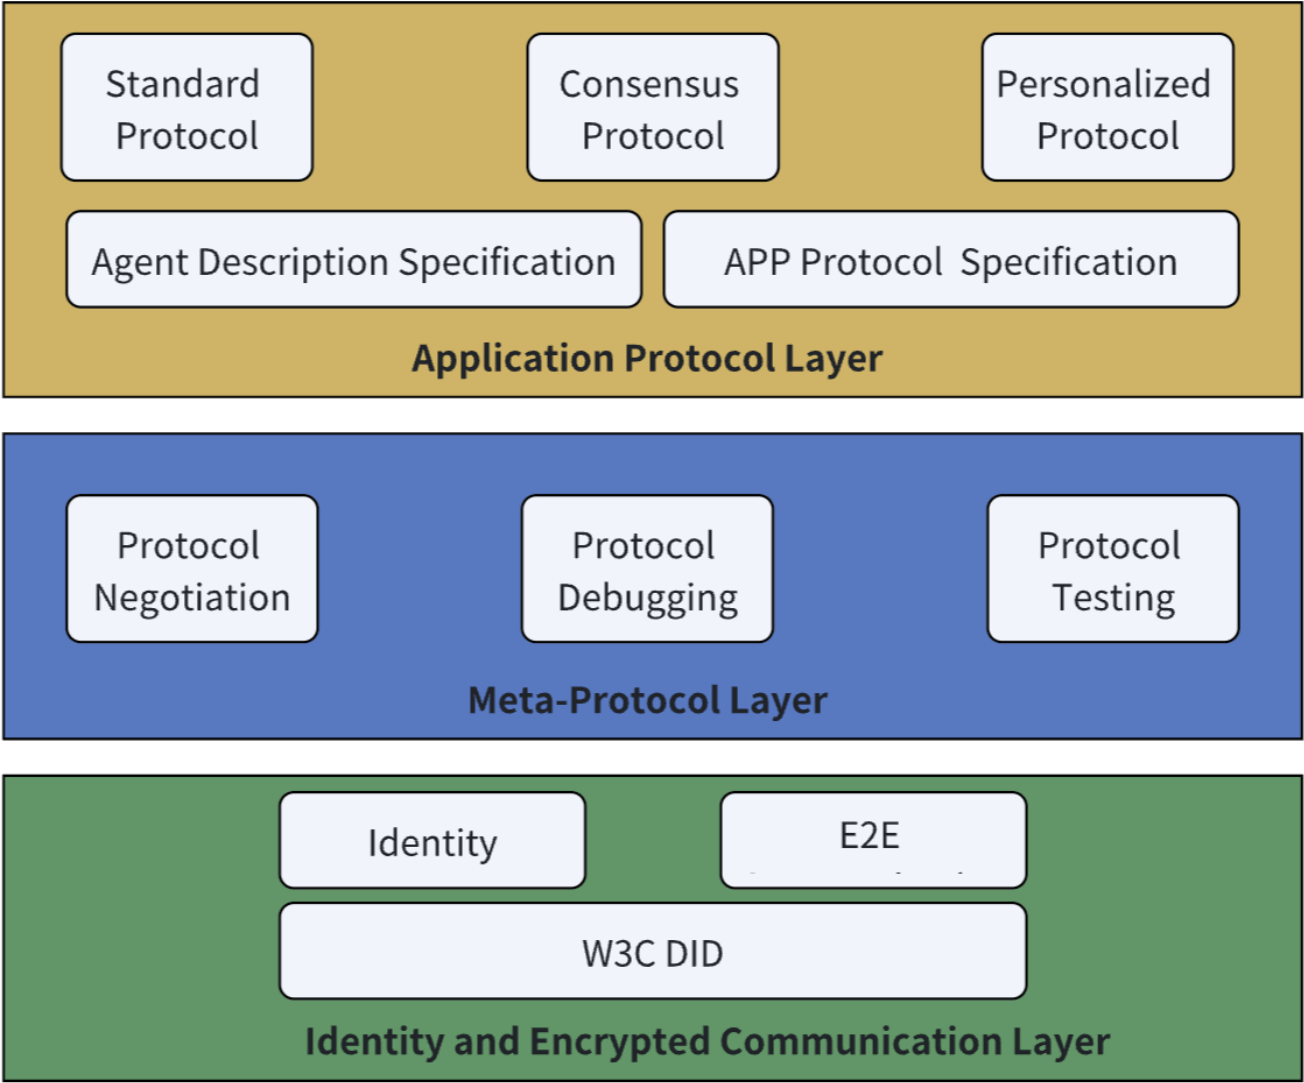 Standard
Protocol
Consensus
Protocol
Personalized
Protocol
Agent Description Specification
APP Protocol Specification
Application Protocol Layer
Protocol
Negotiation
Protocol
Debugging
Protocol
Testing
Meta-Protocol Layer
Identity
E2E
W3C DID
Identity and Encrypted Communication Layer